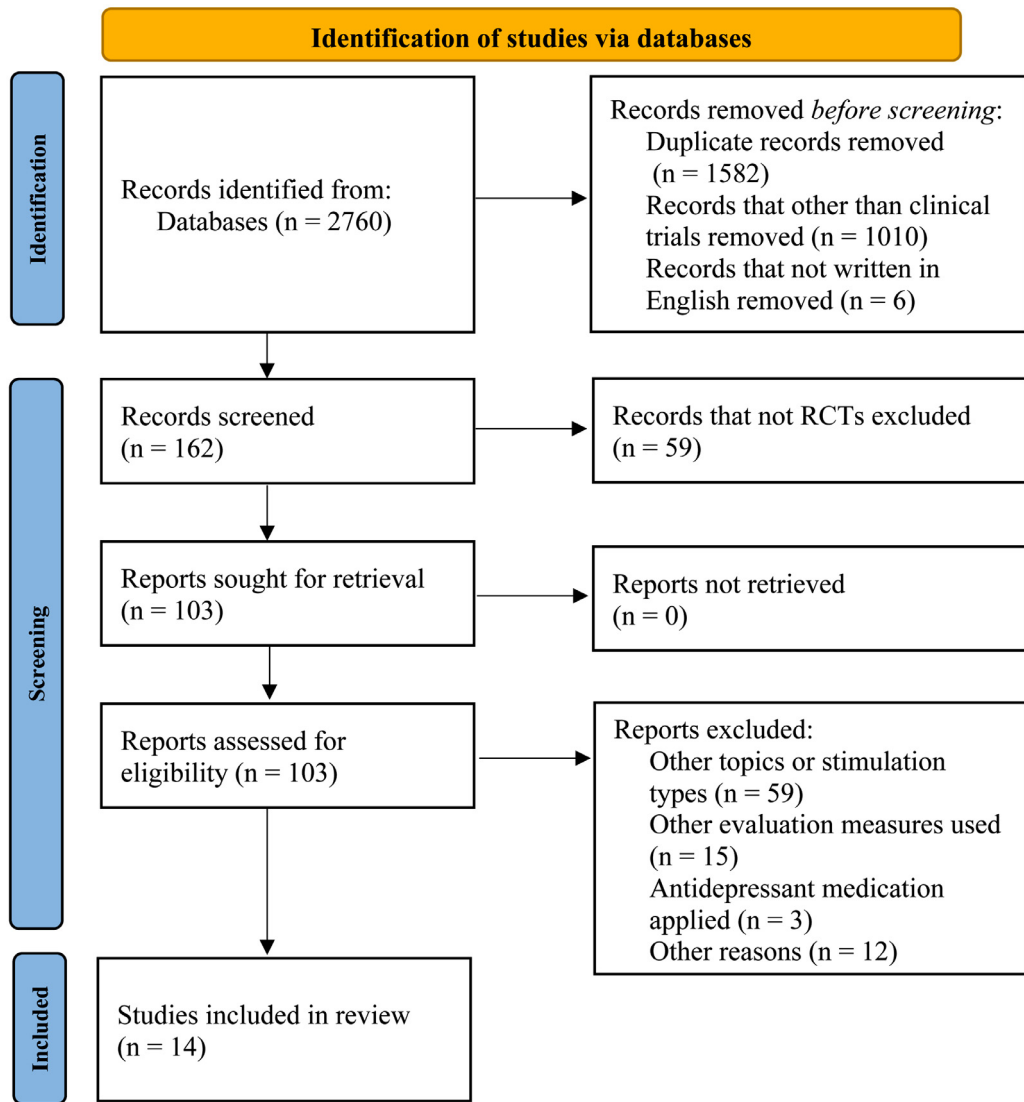 Identification of studies via databases
Identification
Records identified from:
Databases (n = 2760)
Records removed before screening:
Duplicate records removed
(n = 1582)
Records that other than clinical
trials removed (n = 1010)
Records that not written in
English removed (n = 6)
Screening
Records screened
(n = 162)
Records that not RCTs excluded
(n = 59)
Reports sought for retrieval
(n = 103)
Reports not retrieved
(n = 0)
Reports assessed for
eligibility (n = 103)
Reports excluded:
Other topics or stimulation
types (n = 59)
Other evaluation measures used
(n = 15)
Antidepressant medication
applied (n = 3)
Other reasons (n = 12)
Included
Studies included in review
(n = 14)